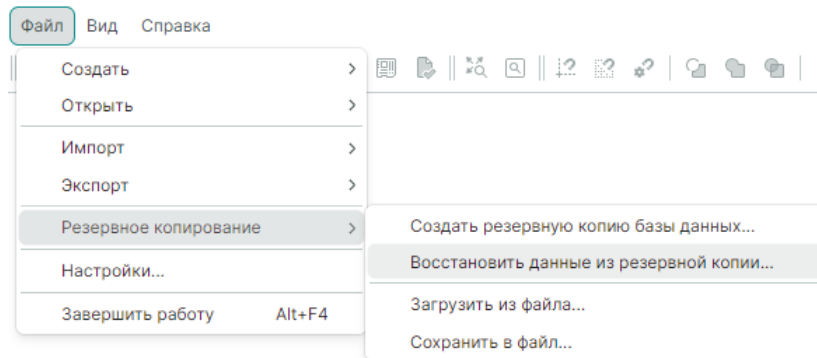 Файл Вид Справка
Создать
Открыть
Импорт
Экспорт
Резервное копирование
Создать резервную копию базы данных...
Настройки...
Восстановить данные из резервной копии...
Завершить работу Alt+F4
Загрузить из файла...
Сохранить в файл...